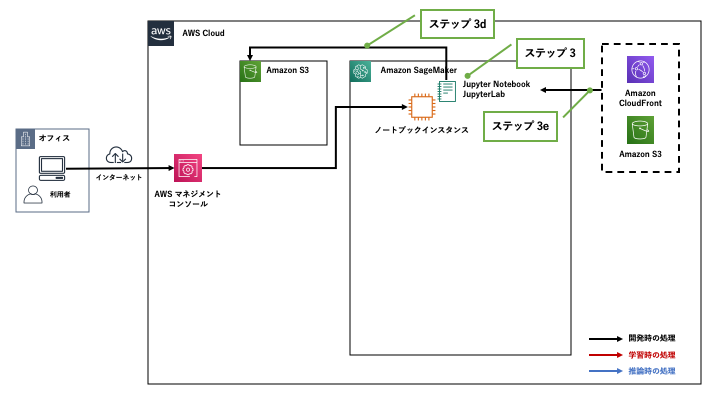 aws
AWS Cloud
ステップ 3d
Amazon S3
Amazon SageMaker
ステップ 3
Jupyter Notebook
JupyterLab
Amazon
CloudFront
ノートブックインスタンス
ステップ 3e
Amazon S3
オフィス
インターネット
利用者
AWS マネジメント
コンソール
開発時の処理
学習時の処理
推論時の処理